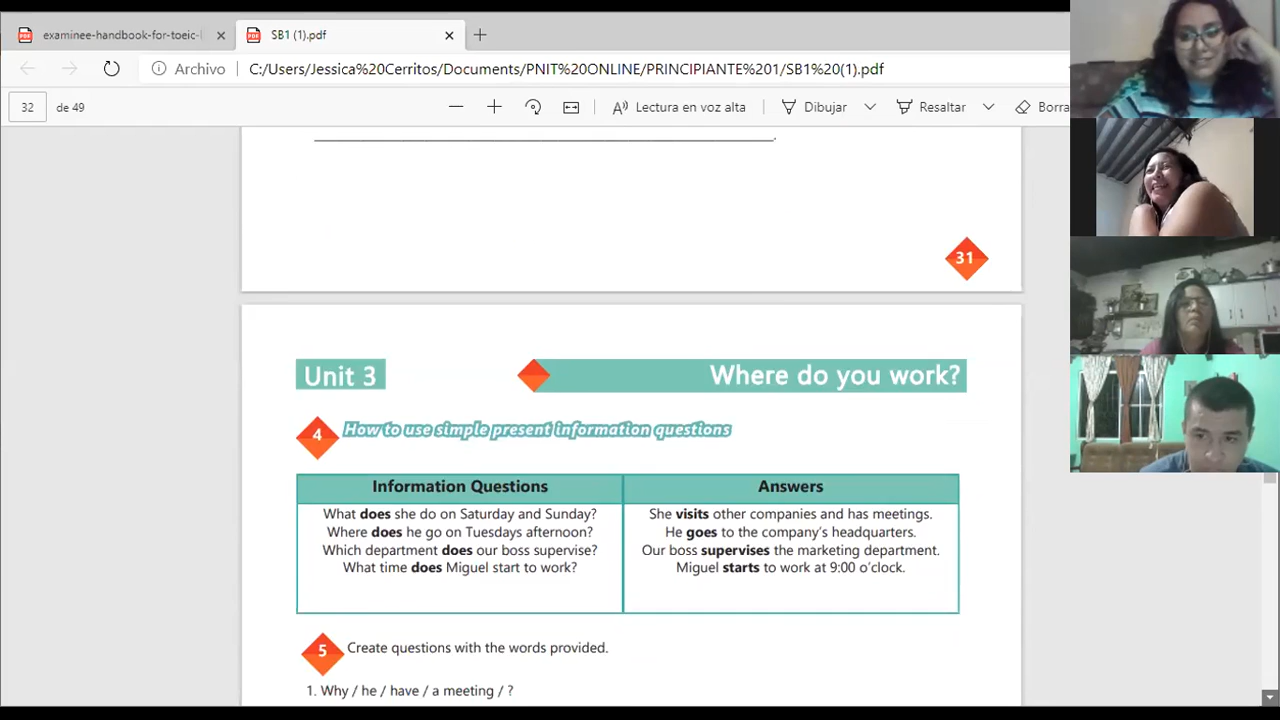 examinee-handbook-for-toeic-l
SB1 (1).pdf
Archivo
C:/Users/Jessica%20Cerritos/Documents/PNIT%20ONLINE/PRINCIPIANTE%201/SB1%20(1).pdf
32 de 49
Lectura en voz alta
Dibujar
Resaltar
Borra
31
Unit 3
Where do you work?
4 How to use simple present information questions
Information Questions
What does she do on Saturday and Sunday?
Where does he go on Tuesdays afternoon?
Which department does our boss supervise?
What time does Miguel start to work?
Answers
She visits other companies and has meetings.
He goes to the company's headquarters.
Our boss supervises the marketing department.
Miguel starts to work at 9:00 o'clock.
5 Create questions with the words provided.
1. Why / he / have / a meeting / ?